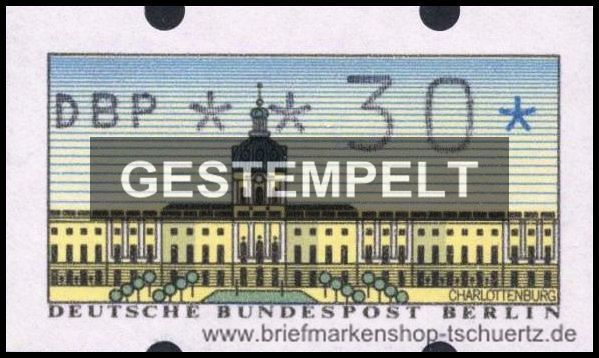 DBP * * 30 *
GESTEMPELT
CHARLOTTENBURG
DEUTSCHE BUNDESPOST BERLIN
www.briefmarkenshop-tschuertz.de